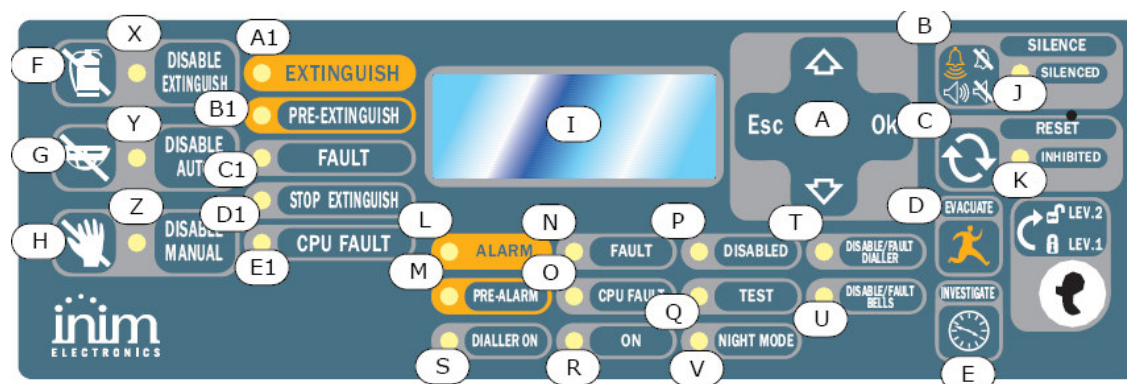 F
X
DISABLE
EXTINGUISH
A1
EXTINGUISH
B1
PRE-EXTINGUISH
G
Y
DISABLE
AUTO
C1
FAULT
D1
STOP EXTINGUISH
H
Z
DISABLE
MANUAL
E1
CPU FAULT
inim
ELECTRONICS
I
Esc
A
Ok
B
SILENCE
SILENCED
J
C
RESET
INHIBITED
K
L
ALARM
N
FAULT
P
DISABLED
T
DISABLE/FAULT
DIALLER
M
PRE-ALARM
O
CPU FAULT
Q
TEST
U
DISABLE/FAULT
BELLS
S
DIALLER ON
R
ON
V
NIGHT MODE
D
EVACUATE
INVESTIGATE
E
LEV.2
LEV.1